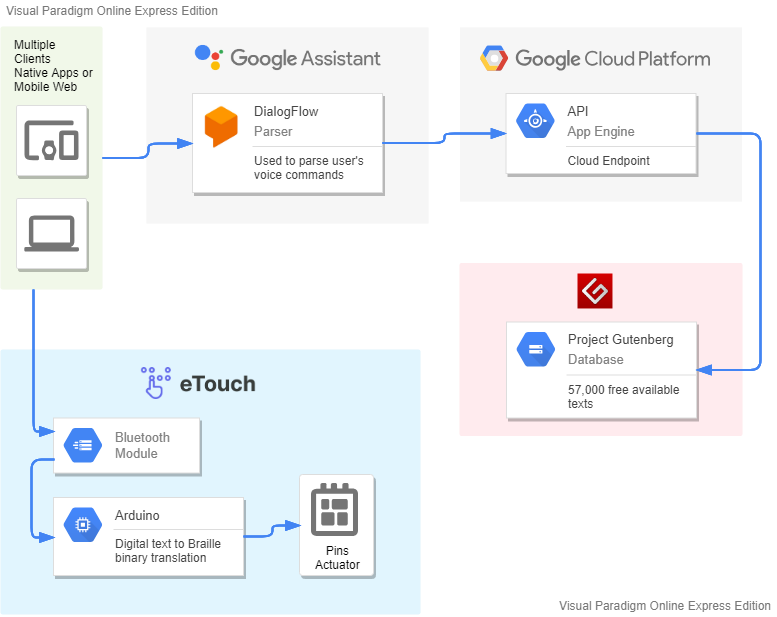 Visual Paradigm Online Express Edition
Multiple
Clients
Native Apps or
Mobile Web
Google Assistant
DialogFlow
Parser
Used to parse user's
voice commands
Google Cloud Platform
API
App Engine
Cloud Endpoint
Project Gutenberg
Database
57,000 free available
texts
eTouch
Bluetooth
Module
Arduino
Digital text to Braille
binary translation
Pins
Actuator
Visual Paradigm Online Express Edition